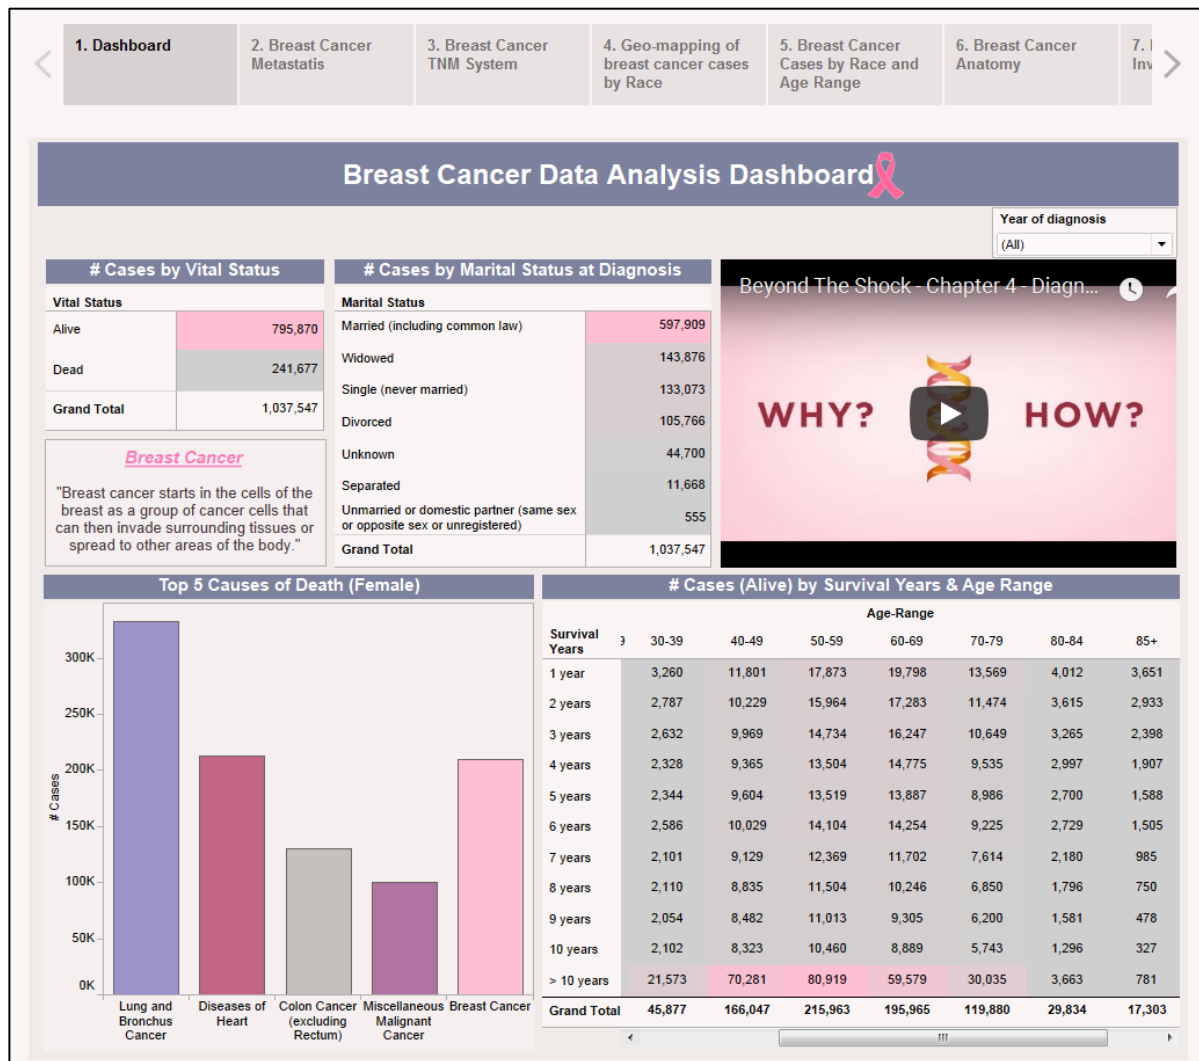 1. Dashboard
2. Breast Cancer
Metastatis
3. Breast Cancer
TNM System
4. Geo-mapping of
breast cancer cases
by Race
5. Breast Cancer
Cases by Race and
Age Range
6. Breast Cancer
Anatomy
7.
Inv
Breast Cancer Data Analysis Dashboard
Year of diagnosis
(All)
# Cases by Vital Status
Vital Status
Alive 795,870
Dead 241,677
Grand Total 1,037,547
Breast Cancer
"Breast cancer starts in the cells of the
breast as a group of cancer cells that
can then invade surrounding tissues or
spread to other areas of the body."
# Cases by Marital Status at Diagnosis
Marital Status
Married (including common law) 597,909
Widowed 143,876
Single (never married) 133,073
Divorced 105,766
Unknown 44,700
Separated 11,668
Unmarried or domestic partner (same sex
or opposite sex or unregistered) 555
Grand Total 1,037,547
Beyond The Shock - Chapter 4 - Diagn...
WHY? HOW?
Top 5 Causes of Death (Female)
# Cases
300K
250K
200K
150K
100K
50K
0K
Lung and
Bronchus
Cancer
Diseases of
Heart
Colon Cancer
(excluding
Rectum)
Miscellaneous
Malignant
Cancer
Breast Cancer
# Cases (Alive) by Survival Years & Age Range
Age-Range
Survival
Years 9 30-39 40-49 50-59 60-69 70-79 80-84 85+
1 year 3,260 11,801 17,873 19,798 13,569 4,012 3,651
2 years 2,787 10,229 15,964 17,283 11,474 3,615 2,933
3 years 2,632 9,969 14,734 16,247 10,649 3,265 2,398
4 years 2,328 9,365 13,504 14,775 9,535 2,997 1,907
5 years 2,344 9,604 13,519 13,887 8,986 2,700 1,588
6 years 2,586 10,029 14,104 14,254 9,225 2,729 1,505
7 years 2,101 9,129 12,369 11,702 7,614 2,180 985
8 years 2,110 8,835 11,504 10,246 6,850 1,796 750
9 years 2,054 8,482 11,013 9,305 6,200 1,581 478
10 years 2,102 8,323 10,460 8,889 5,743 1,296 327
> 10 years 21,573 70,281 80,919 59,579 30,035 3,663 781
Grand Total 45,877 166,047 215,963 195,965 119,880 29,834 17,303